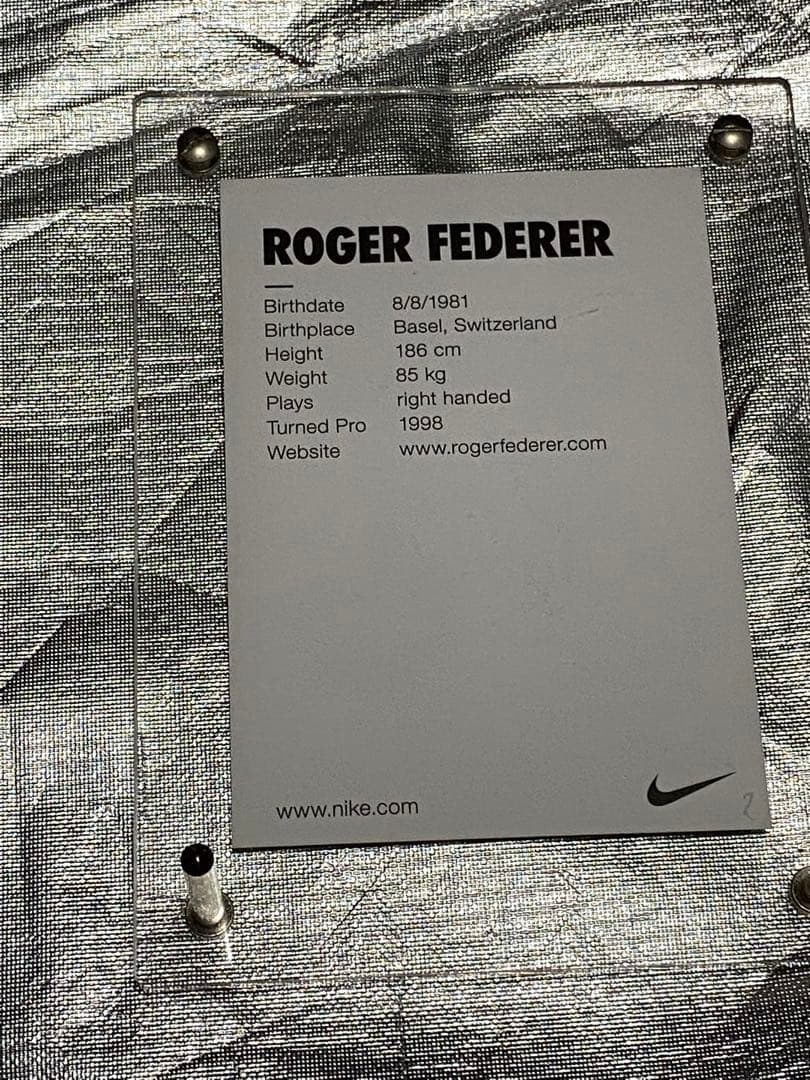 ROGER FEDERER
Birthdate 8/8/1981
Birthplace Basel, Switzerland
Height 186 cm
Weight 85 kg
Plays right handed
Turned Pro 1998
Website www.rogerfederer.com
www.nike.com
2